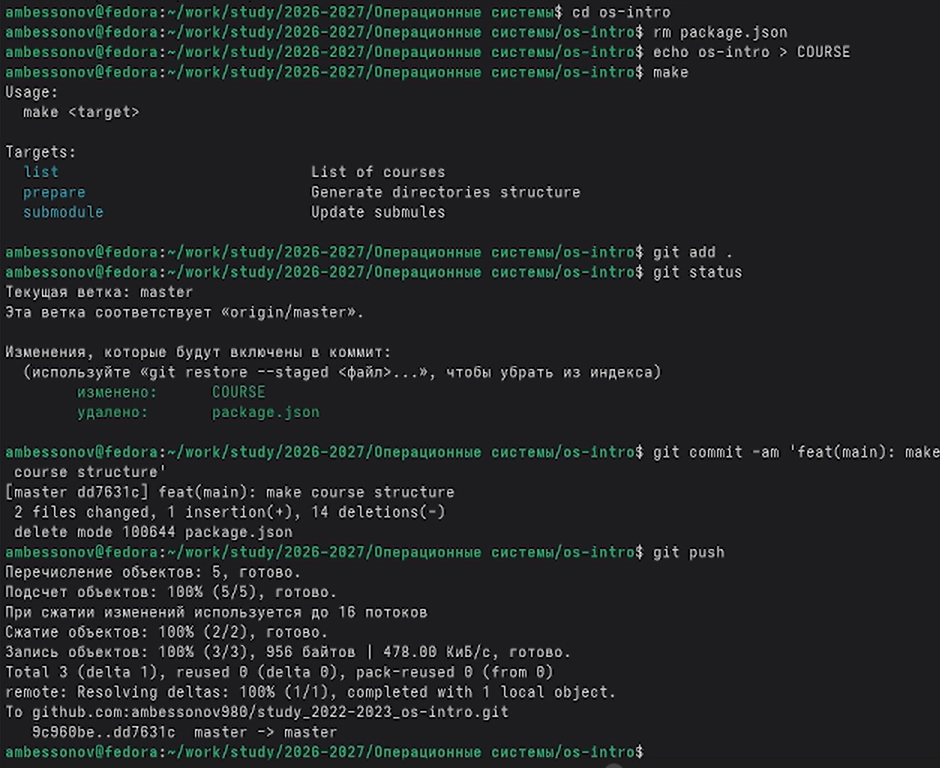 ambessonov@fedora:~/work/study/2026-2027/Операционные системы$ cd os-intro
ambessonov@fedora:~/work/study/2026-2027/Операционные системы/os-intro$ rm package.json
ambessonov@fedora:~/work/study/2026-2027/Операционные системы/os-intro$ echo os-intro > COURSE
ambessonov@fedora:~/work/study/2026-2027/Операционные системы/os-intro$ make
Usage:
  make <target>

Targets:
  list                            List of courses
  prepare                         Generate directories structure
  submodule                       Update submules

ambessonov@fedora:~/work/study/2026-2027/Операционные системы/os-intro$ git add .
ambessonov@fedora:~/work/study/2026-2027/Операционные системы/os-intro$ git status
Текущая ветка: master
Эта ветка соответствует «origin/master».

Изменения, которые будут включены в коммит:
  (используйте «git restore --staged <файл>...», чтобы убрать из индекса)
        изменено:      COURSE
        удалено:       package.json

ambessonov@fedora:~/work/study/2026-2027/Операционные системы/os-intro$ git commit -am 'feat(main): make
 course structure'
[master dd7631c] feat(main): make course structure
 2 files changed, 1 insertion(+), 14 deletions(-)
 delete mode 100644 package.json
ambessonov@fedora:~/work/study/2026-2027/Операционные системы/os-intro$ git push
Перечисление объектов: 5, готово.
Подсчет объектов: 100% (5/5), готово.
При сжатии изменений используется до 16 потоков
Сжатие объектов: 100% (2/2), готово.
Запись объектов: 100% (3/3), 956 байтов | 478.00 КиБ/с, готово.
Total 3 (delta 1), reused 0 (delta 0), pack-reused 0 (from 0)
remote: Resolving deltas: 100% (1/1), completed with 1 local object.
To github.com:ambessonov980/study_2022-2023_os-intro.git
   9c960be..dd7631c  master -> master
ambessonov@fedora:~/work/study/2026-2027/Операционные системы/os-intro$